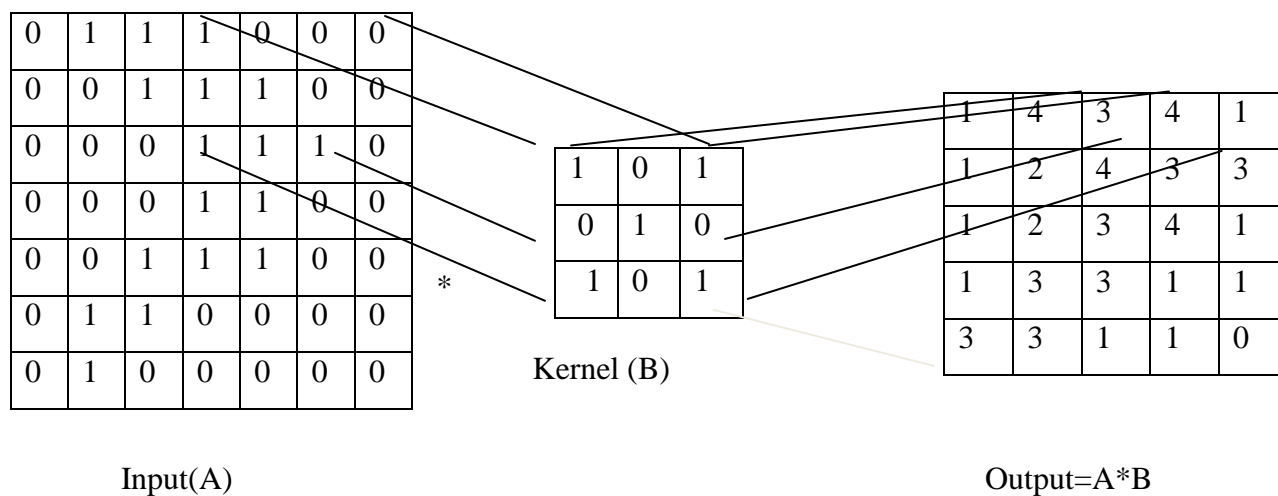 0 1 1 1 0 0 0
0 0 1 1 1 0 0
0 0 0 1 1 1 0
0 0 0 1 1 0 0
0 0 1 1 1 0 0
0 1 1 0 0 0 0
0 1 0 0 0 0 0
*
1 0 1
0 1 0
1 0 1
1 4 3 4 1
1 2 4 3 3
1 2 3 4 1
1 3 3 1 1
3 3 1 1 0
Kernel (B)
Input(A)
Output=A*B